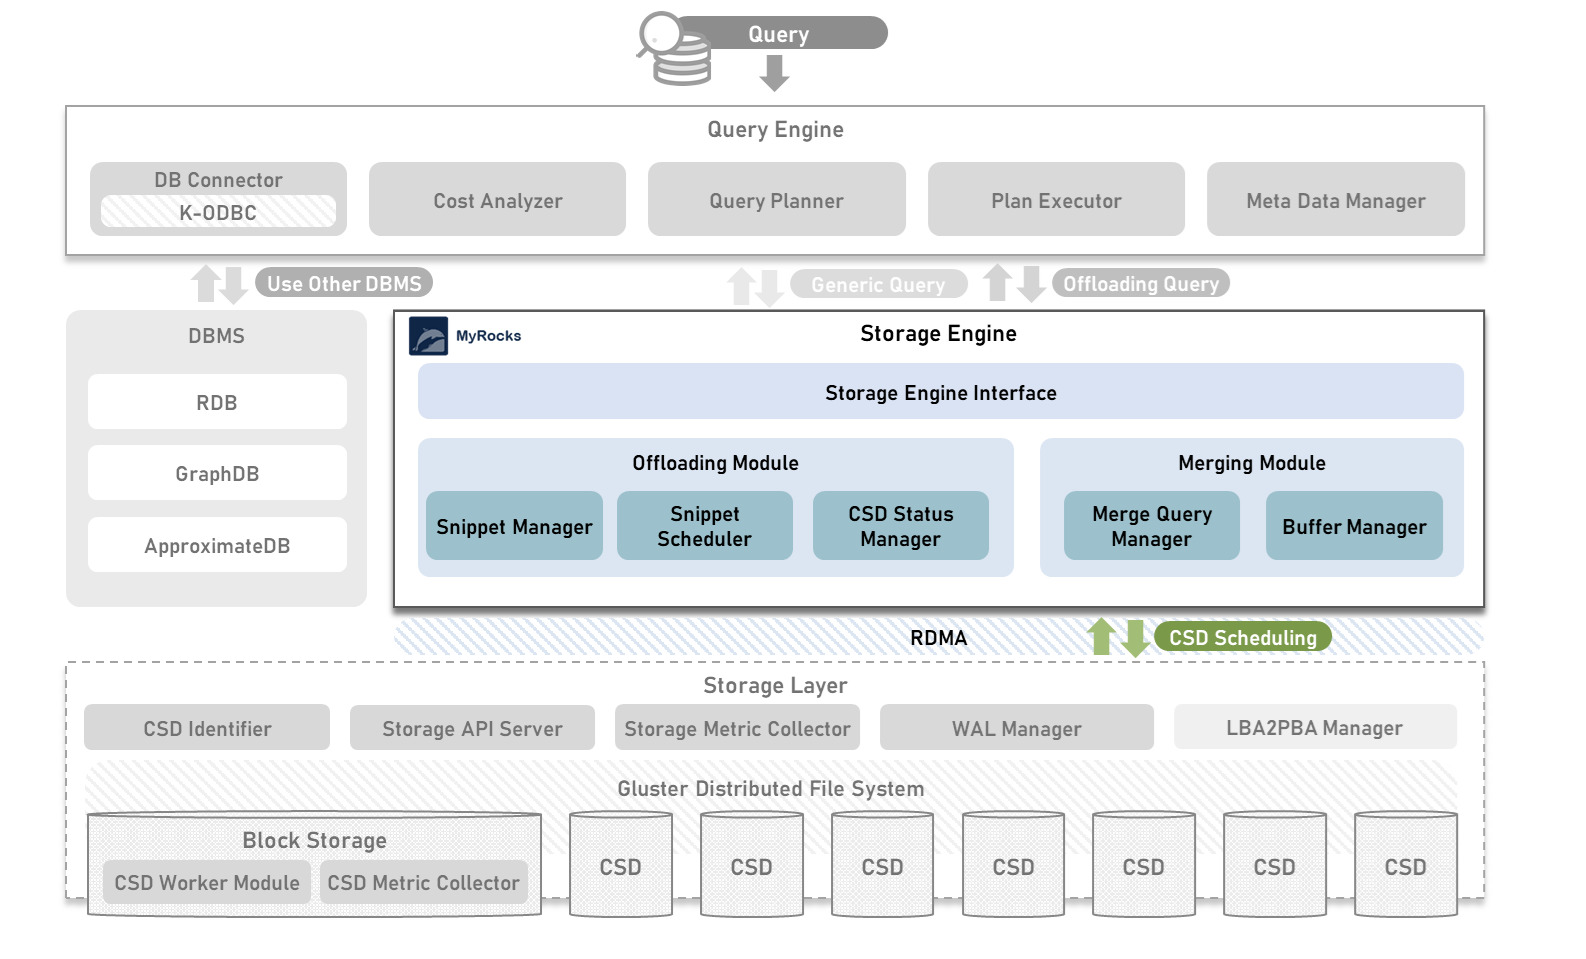 Query
Query Engine
DB Connector
K-ODBC
Cost Analyzer
Query Planner
Plan Executor
Meta Data Manager
Use Other DBMS
Generic Query
Offloading Query
DBMS
RDB
GraphDB
ApproximateDB
MyRocks
Storage Engine
Storage Engine Interface
Offloading Module
Snippet Manager
Snippet
Scheduler
CSD Status
Manager
Merging Module
Merge Query
Manager
Buffer Manager
RDMA
CSD Scheduling
Storage Layer
CSD Identifier
Storage API Server
Storage Metric Collector
WAL Manager
LBA2PBA Manager
Gluster Distributed File System
Block Storage
CSD Worker Module
CSD Metric Collector
CSD
CSD
CSD
CSD
CSD
CSD
CSD